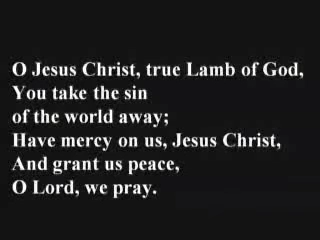 O Jesus Christ, true Lamb of God,
You take the sin
of the world away;
Have mercy on us, Jesus Christ,
And grant us peace,
O Lord, we pray.